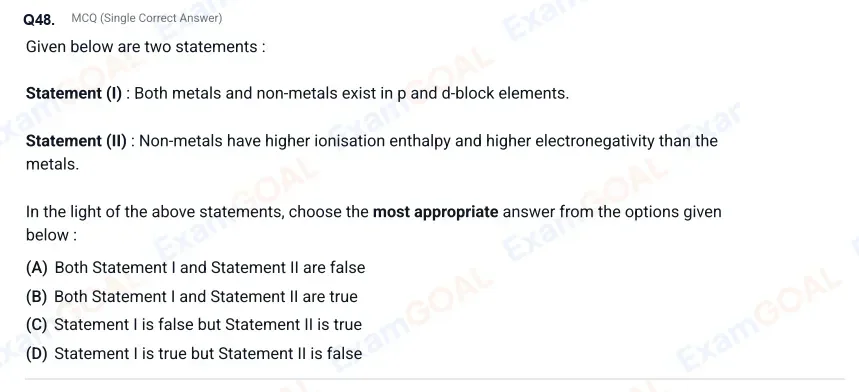 Q48. MCQ (Single Correct Answer)
Given below are two statements :
Statement (I) : Both metals and non-metals exist in p and d-block elements.
Statement (II) : Non-metals have higher ionisation enthalpy and higher electronegativity than the
metals.
In the light of the above statements, choose the most appropriate answer from the options given
below :
(A) Both Statement I and Statement II are false
(B) Both Statement I and Statement II are true
(C) Statement I is false but Statement II is true
(D) Statement I is true but Statement II is false
ExamGOAL